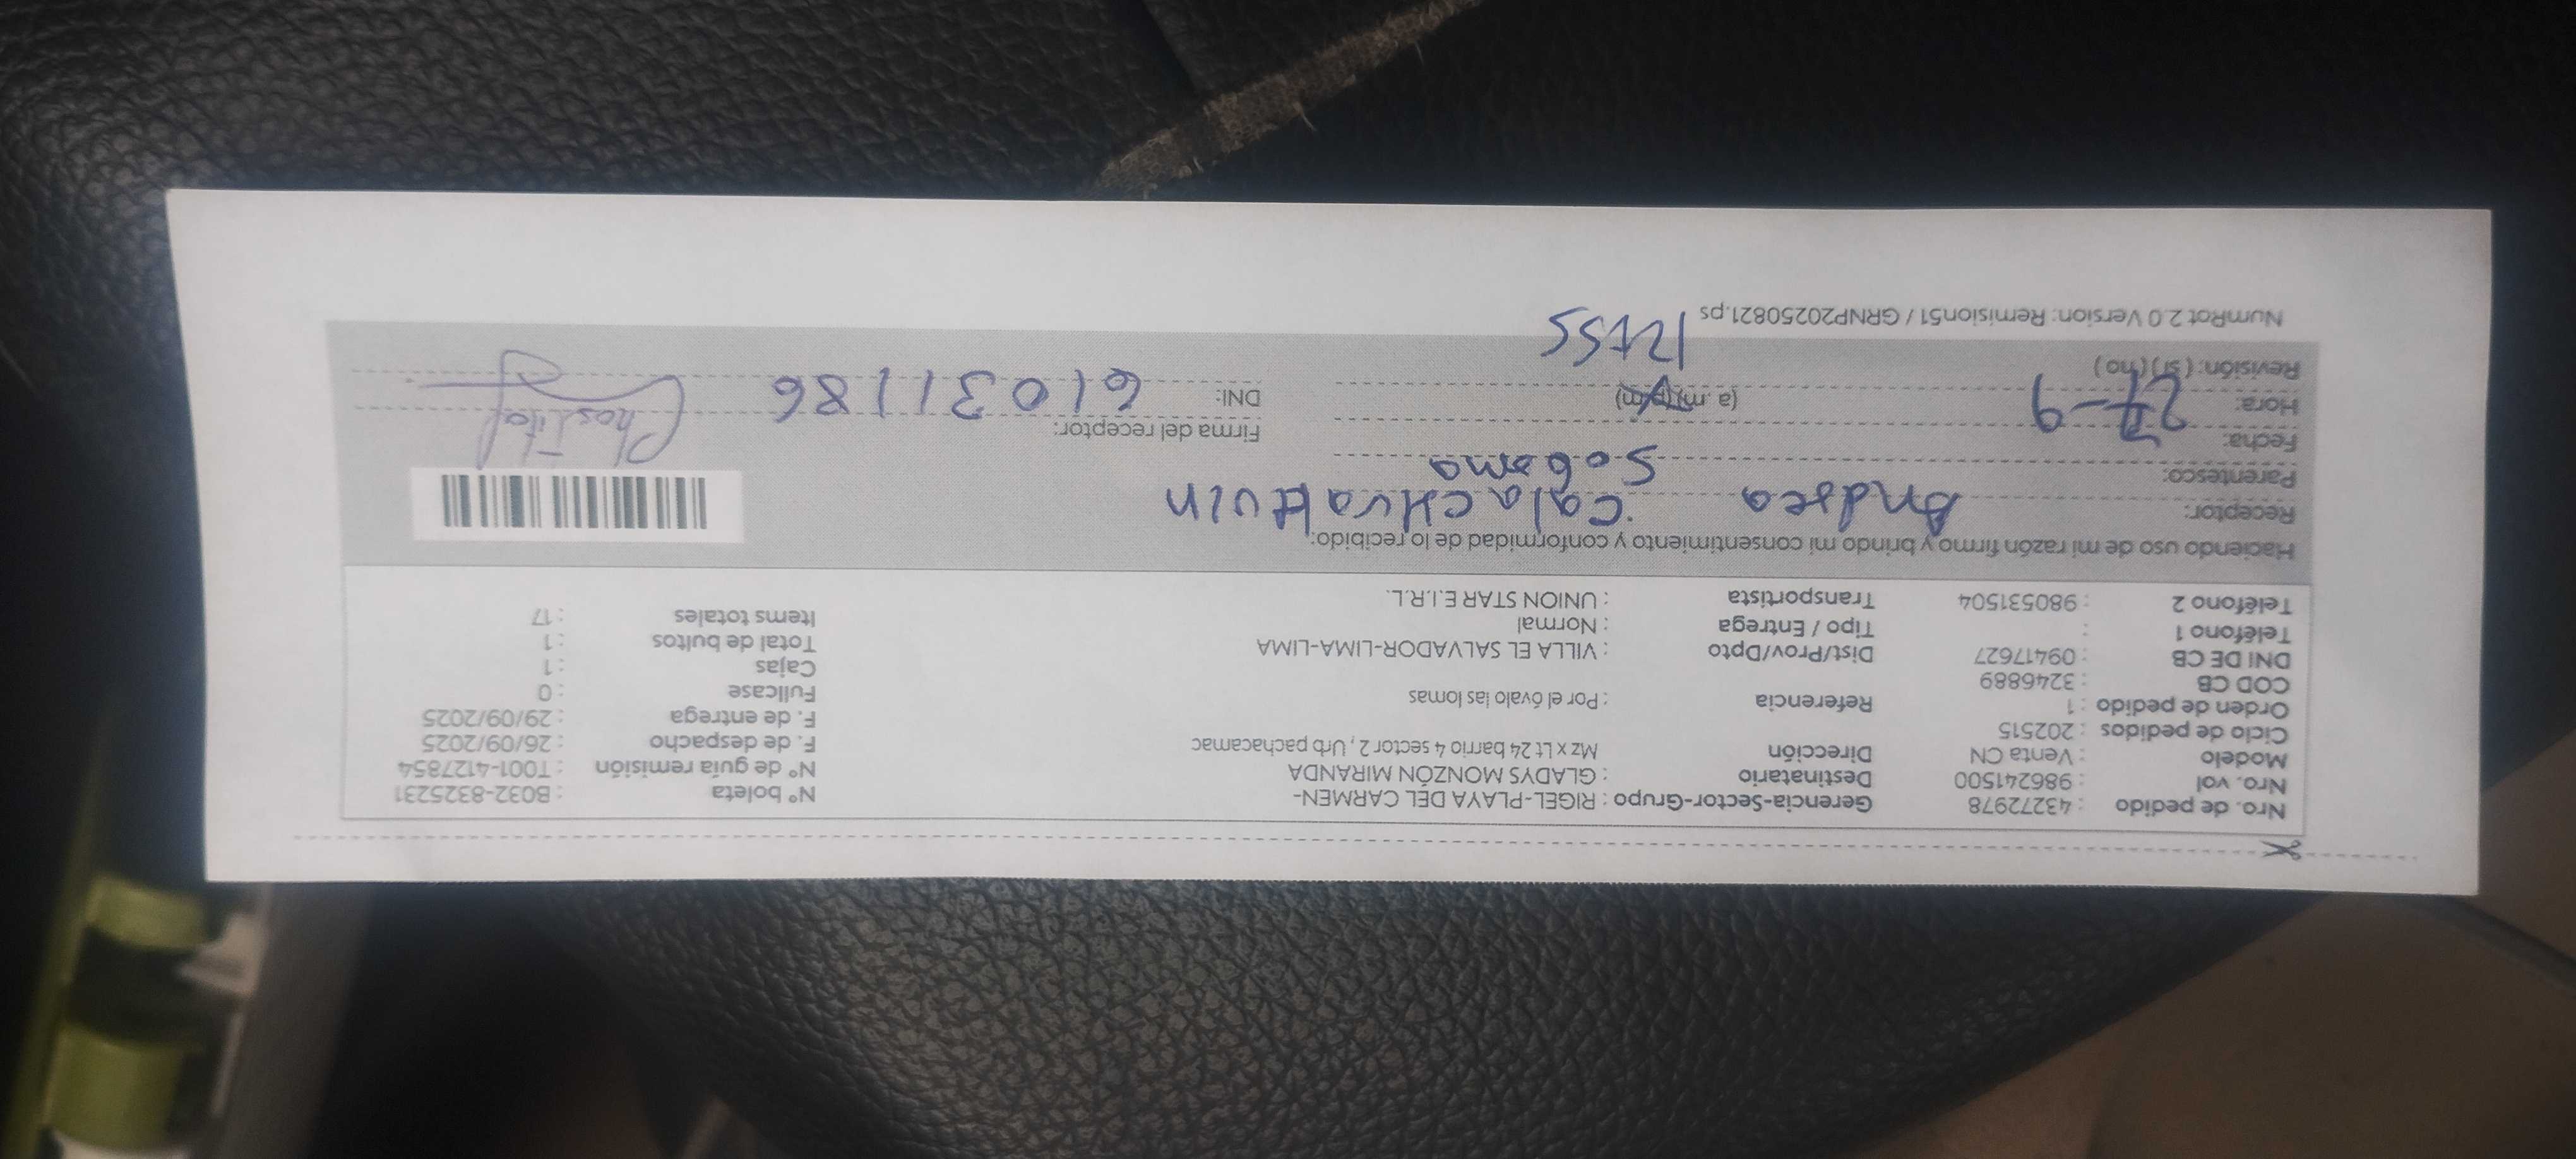 Nro. de pedido : 43272978 Gerencia-Sector-Grupo : RIGEL-PLAYA DEL CARMEN- Nº boleta : B032-8325231
Nro. vol : 986241500 Destinatario : GLADYS MONZÓN MIRANDA Nº de guía remisión : T001-4127854
Modelo : Venta CN Dirección Mz x Lt 24 barrio 4 sector 2 , Urb pachacamac F. de despacho : 26/09/2025
Ciclo de pedidos : 202515 F. de entrega : 29/09/2025
Orden de pedido : 1 Referencia : Por el óvalo las lomas Fullcase : 0
COD CB : 3246889 Cajas : 1
DNI DE CB : 09417627 Dist/Prov/Dpto : VILLA EL SALVADOR-LIMA-LIMA Total de bultos : 1
Teléfono 1 : Tipo / Entrega : Normal Items totales : 17
Teléfono 2 : 980531504 Transportista : UNION STAR E.I.R.L.
Haciendo uso de mi razón firmo y brindo mi consentimiento y conformidad de lo recibido:
Receptor: Andrea
Parentesco:
Fecha: 27-9 Firma del receptor:
Hora: (a .m) (p.m) DNI: 61031186
Revisión: ( sí ) ( no )
NumRot 2.0 Version: Remision51 / GRNP20250821.ps